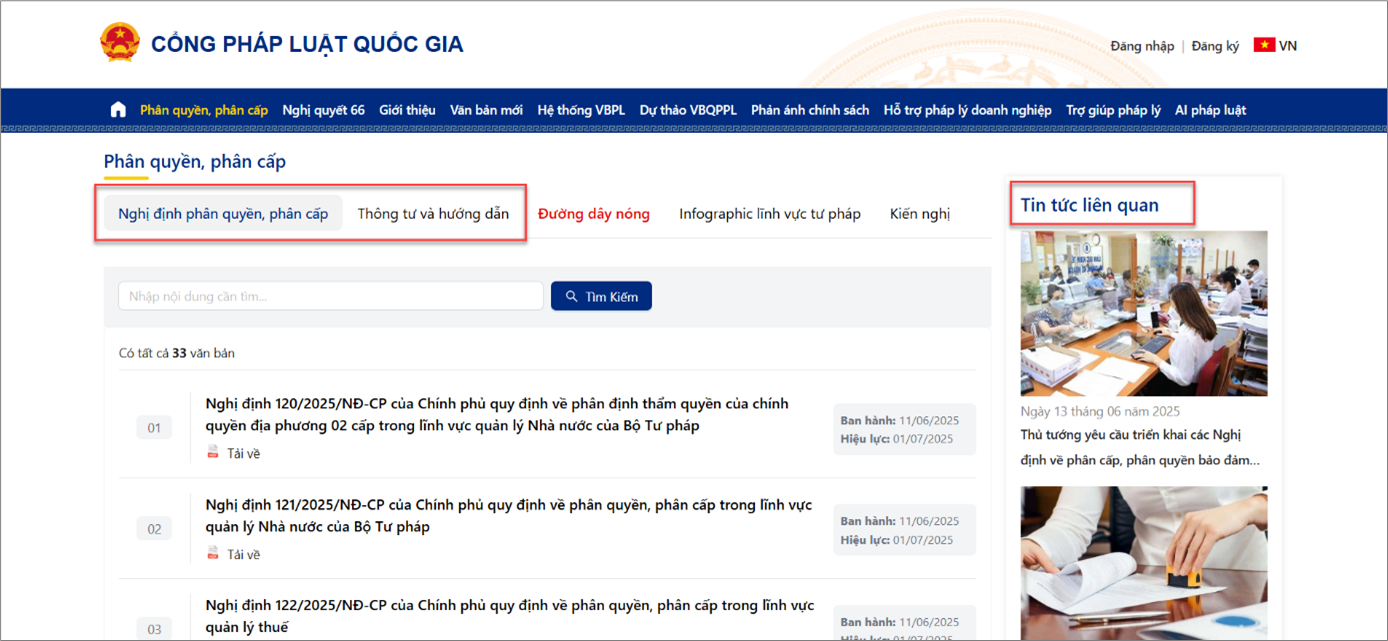 CỔNG PHÁP LUẬT QUỐC GIA
Đăng nhập | Đăng ký VN
Phân quyền, phân cấp Nghị quyết 66 Giới thiệu Văn bản mới Hệ thống VBPL Dự thảo VBQPPL Phản ánh chính sách Hỗ trợ pháp lý doanh nghiệp Trợ giúp pháp lý AI pháp luật
Phân quyền, phân cấp
Nghị định phân quyền, phân cấp Thông tư và hướng dẫn Đường dây nóng Infographic lĩnh vực tư pháp Kiến nghị
Nhập nội dung cần tìm... Tìm Kiếm
Có tất cả 33 văn bản
01
Nghị định 120/2025/NĐ-CP của Chính phủ quy định về phân định thẩm quyền của chính
quyền địa phương 02 cấp trong lĩnh vực quản lý Nhà nước của Bộ Tư pháp
Tải về
Ban hành: 11/06/2025
Hiệu lực: 01/07/2025
02
Nghị định 121/2025/NĐ-CP của Chính phủ quy định về phân quyền, phân cấp trong lĩnh vực
quản lý Nhà nước của Bộ Tư pháp
Tải về
Ban hành: 11/06/2025
Hiệu lực: 01/07/2025
03
Nghị định 122/2025/NĐ-CP của Chính phủ quy định về phân quyền, phân cấp trong lĩnh vực
quản lý thuế
Ban hành: 11/06/2025
Hiệu lực: 01/07/2025
Tin tức liên quan
Ngày 13 tháng 06 năm 2025
Thủ tướng yêu cầu triển khai các Nghị
định về phân cấp, phân quyền bảo đảm...